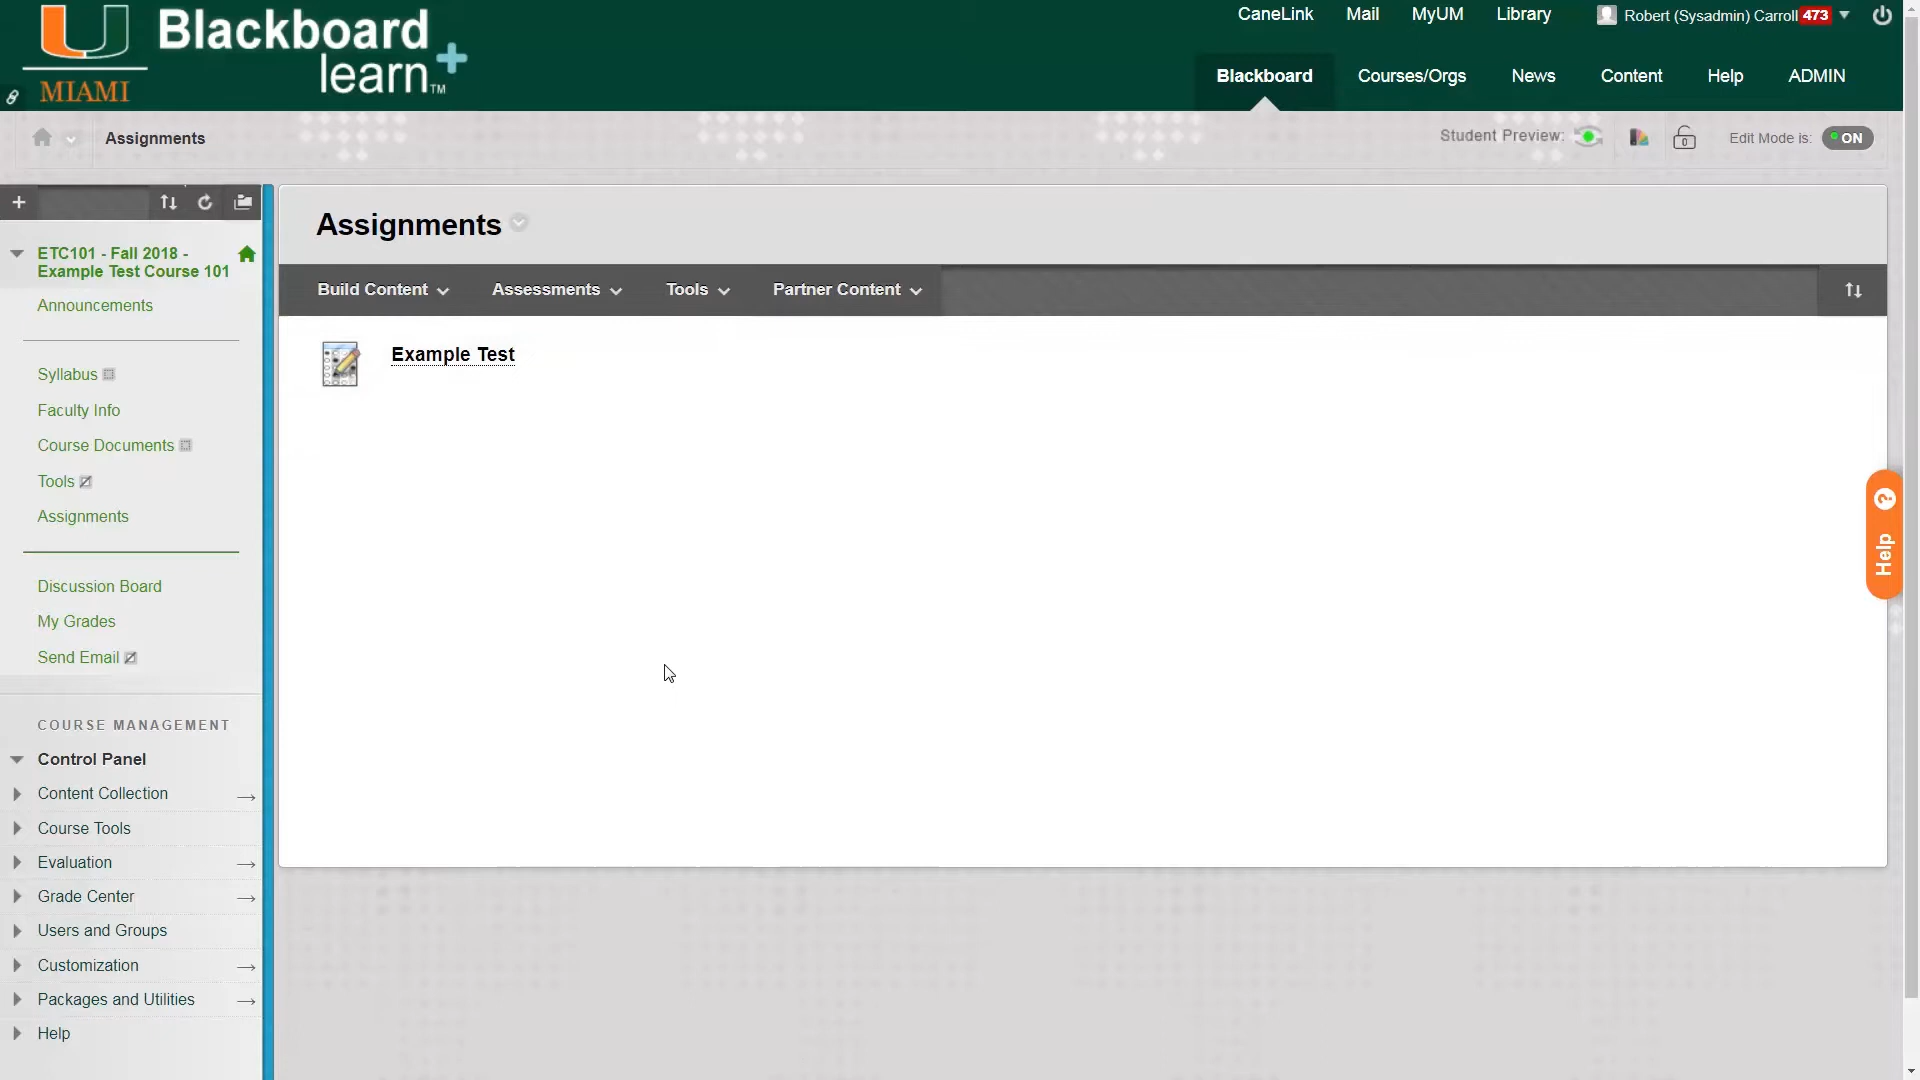 CaneLink Mail MyUM Library Robert (Sysadmin) Carroll 473
Blackboard
learn™
MIAMI
Blackboard Courses/Orgs News Content Help ADMIN
Assignments
Student Preview: Edit Mode is: ON
ETC101 - Fall 2018 -
Example Test Course 101
Announcements
Syllabus
Faculty Info
Course Documents
Tools
Assignments
Discussion Board
My Grades
Send Email
COURSE MANAGEMENT
Control Panel
Content Collection
Course Tools
Evaluation
Grade Center
Users and Groups
Customization
Packages and Utilities
Help
Assignments
Build Content Assessments Tools Partner Content
Example Test
Help ?